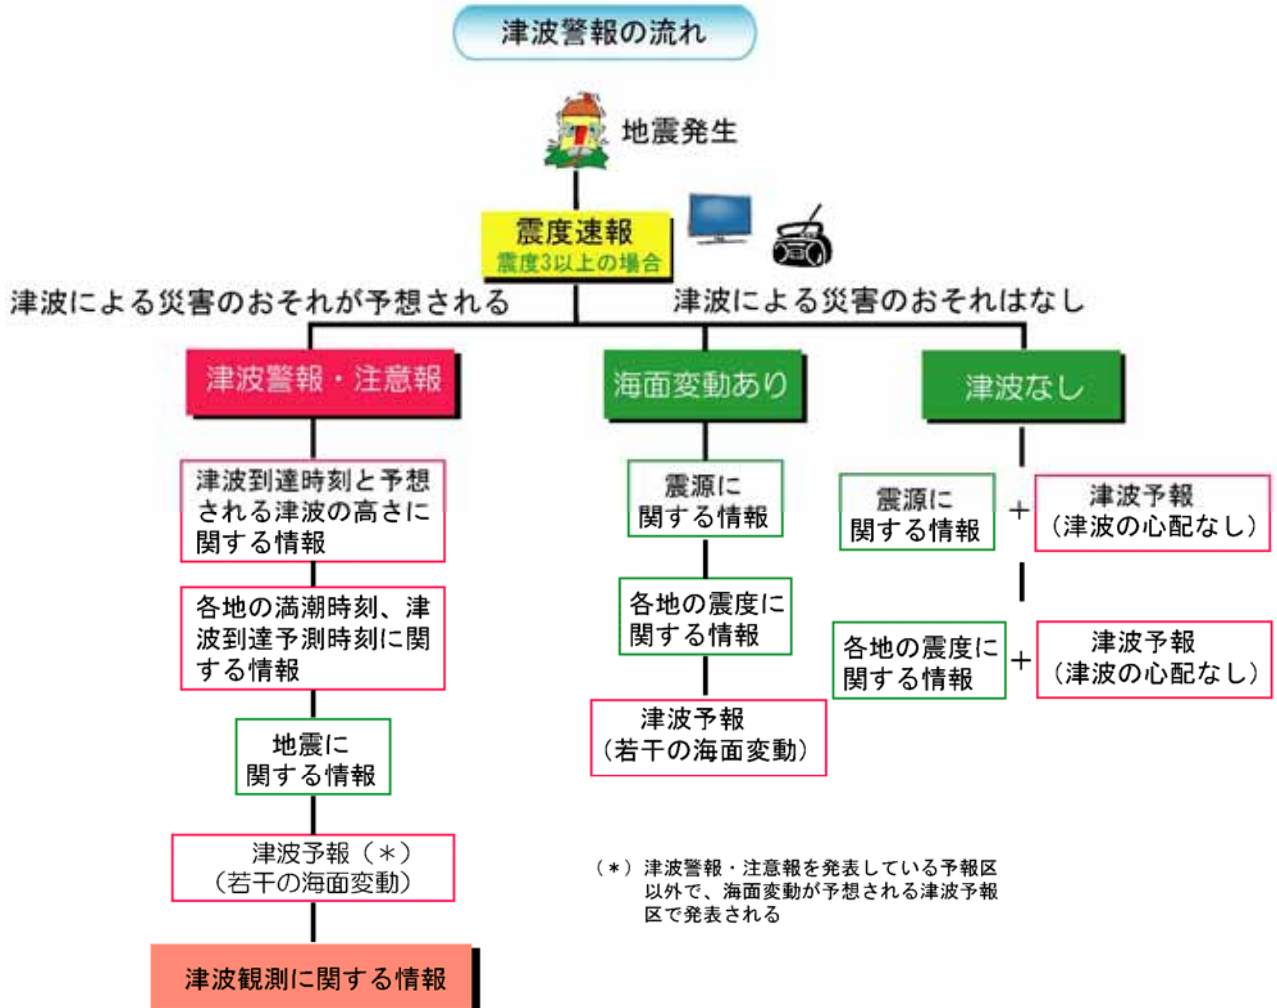 津波警報の流れ
地震発生
震度速報
震度3以上の場合
津波による災害のおそれが予想される
津波による災害のおそれはなし
津波警報・注意報
津波到達時刻と予想
される津波の高さに
関する情報
各地の満潮時刻、津
波到達予測時刻に関
する情報
地震に
関する情報
津波予報(＊)
(若干の海面変動)
津波観測に関する情報
海面変動あり
震源に
関する情報
各地の震度に
関する情報
津波予報
(若干の海面変動)
津波なし
震源に
関する情報
+
津波予報
(津波の心配なし)
各地の震度に
関する情報
+
津波予報
(津波の心配なし)
(＊)津波警報・注意報を発表している予報区
以外で、海面変動が予想される津波予報
区で発表される